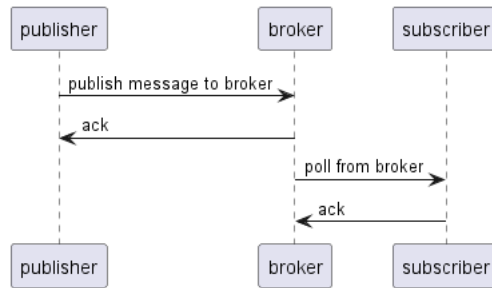 publisher broker subscriber
publish message to broker
ack
poll from broker
ack
publisher broker subscriber